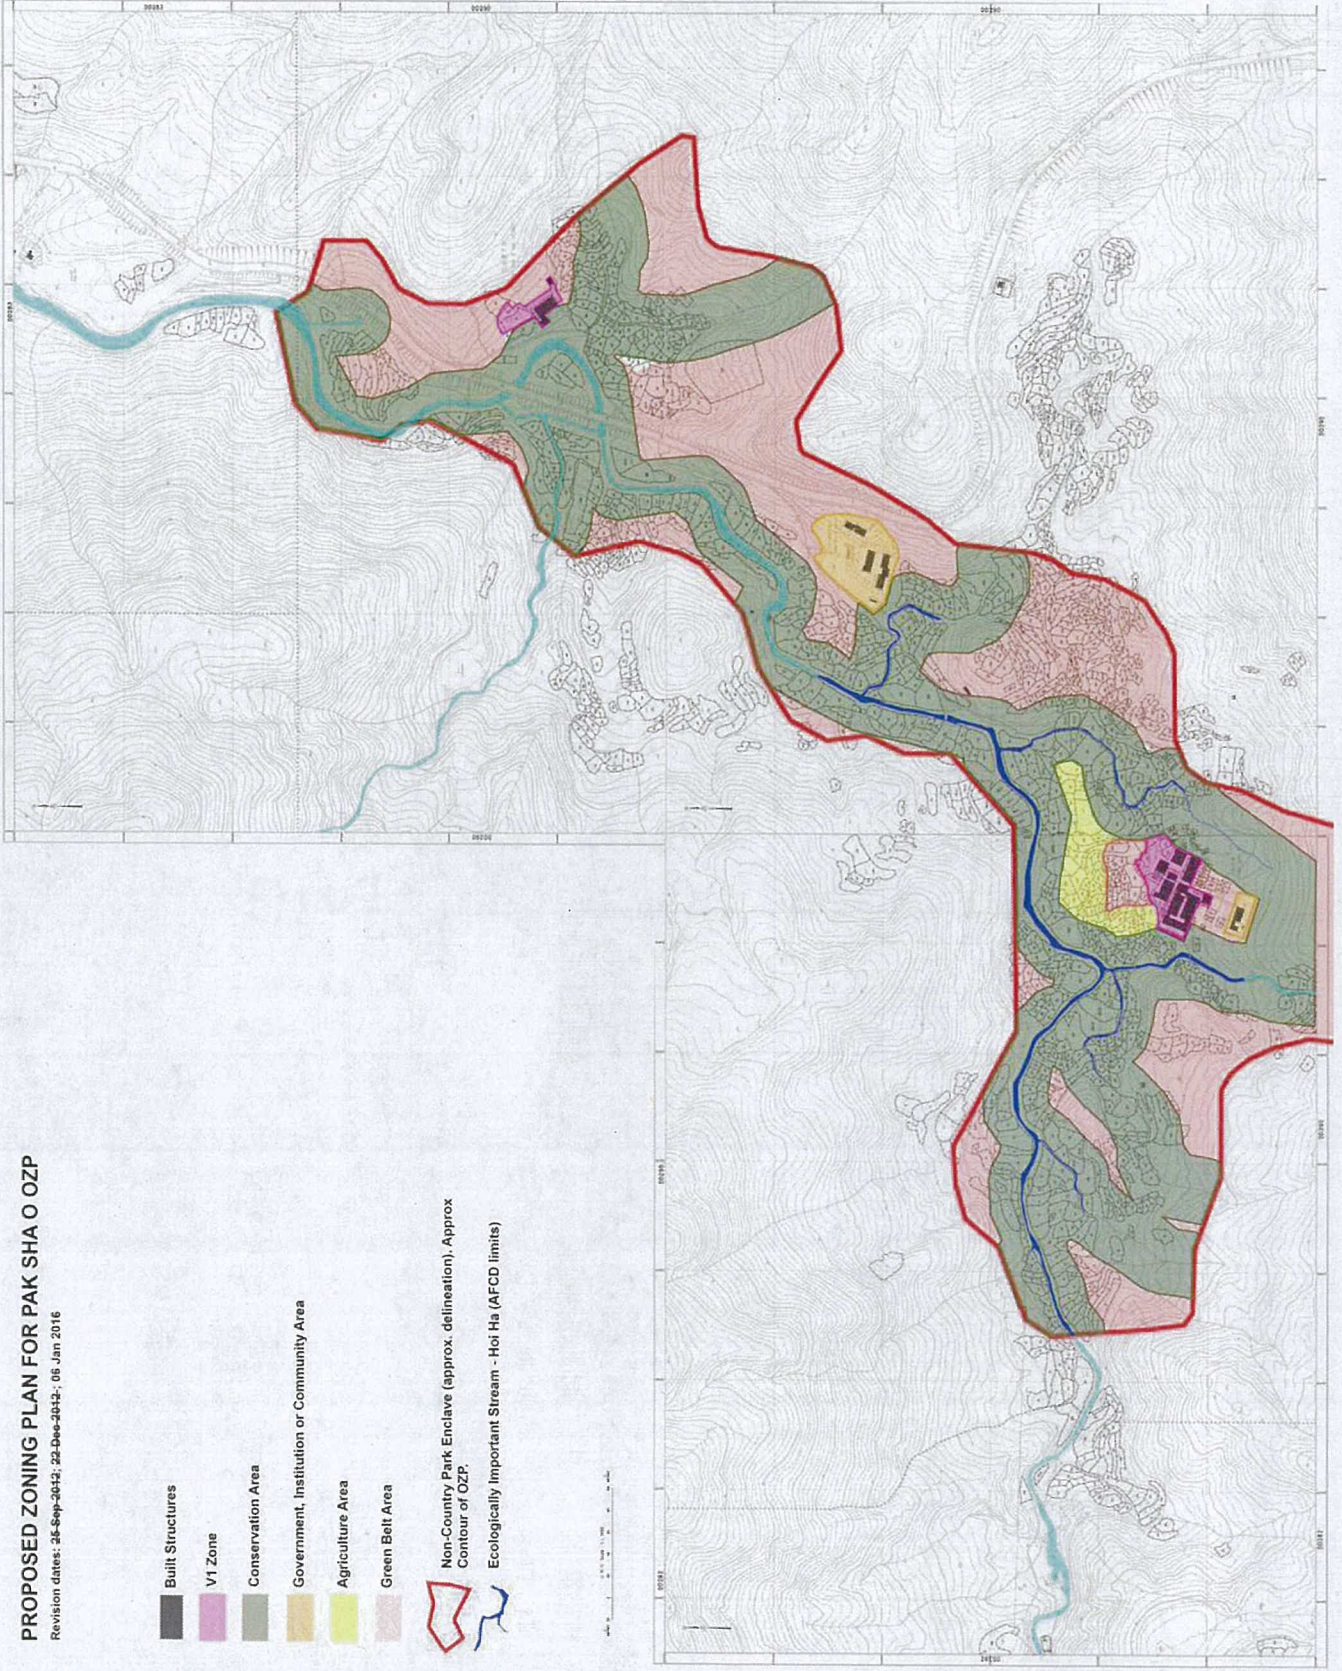 PROPOSED ZONING PLAN FOR PAK SHA O OZP
Revision dates: 25 Sep 2012; 22 Dec 2012 ; 06 Jan 2016
Built Structures
V1 Zone
Conservation Area
Government, Institution or Community Area
Agriculture Area
Green Belt Area
Non-Country Park Enclave (approx. delineation). Approx
Contour of OZP.
Ecologically Important Stream - Hoi Ha (AFCD limits)